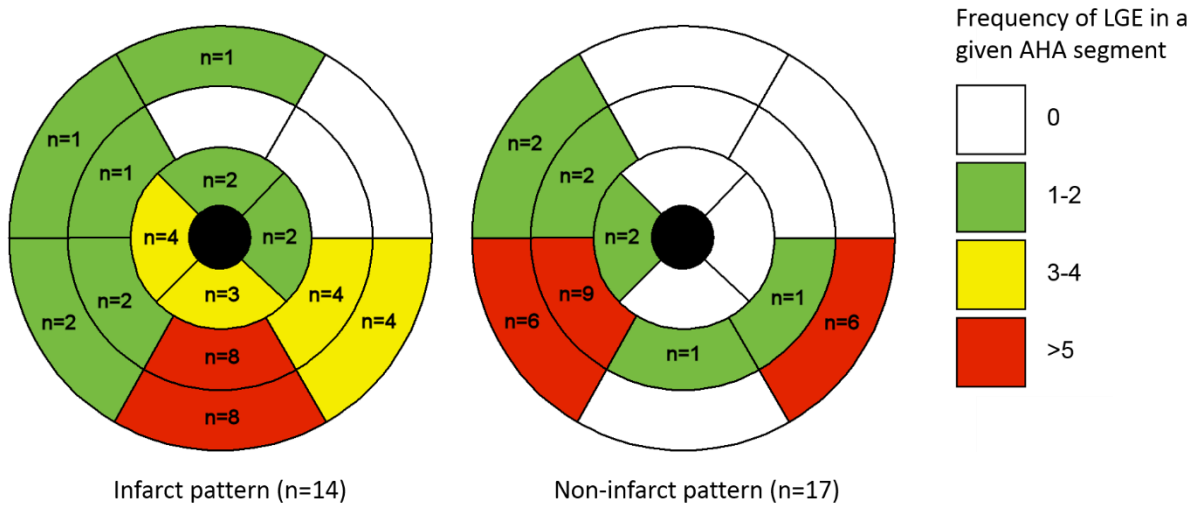 Frequency of LGE in a
given AHA segment
0
1-2
3-4
>5
n=1
n=1
n=1
n=2
n=4
n=2
n=2
n=2
n=3
n=4
n=4
n=8
n=8
Infarct pattern (n=14)
n=2
n=2
n=2
n=9
n=6
n=1
n=1
n=6
Non-infarct pattern (n=17)